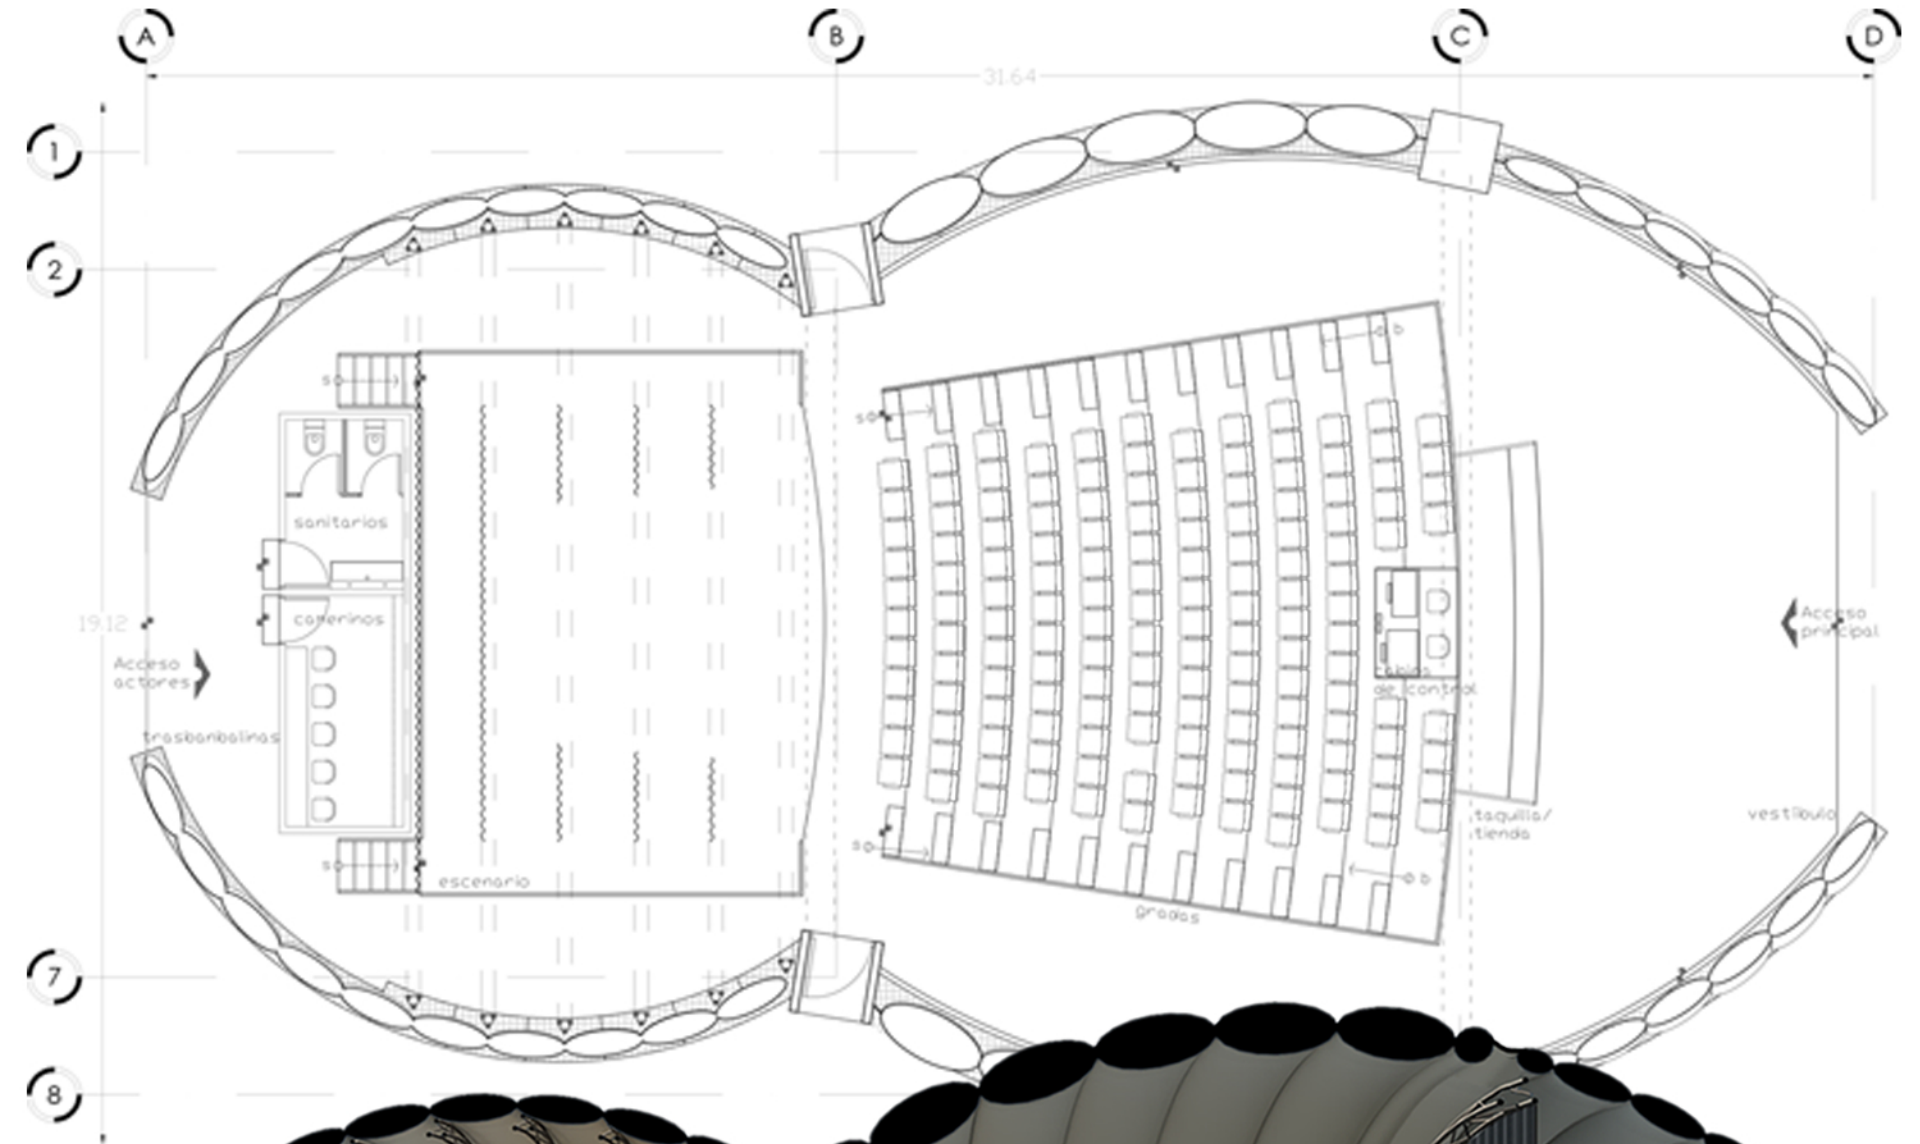 A
B
C
D
31.64
1
2
7
8
19.12
s
s
b
s
s
b
sanitarios
camerinos
Acceso
actores
trasbanbalinas
escenario
cabina
de control
gradas
taquilla/
tienda
vestíbulo
Acceso
principal